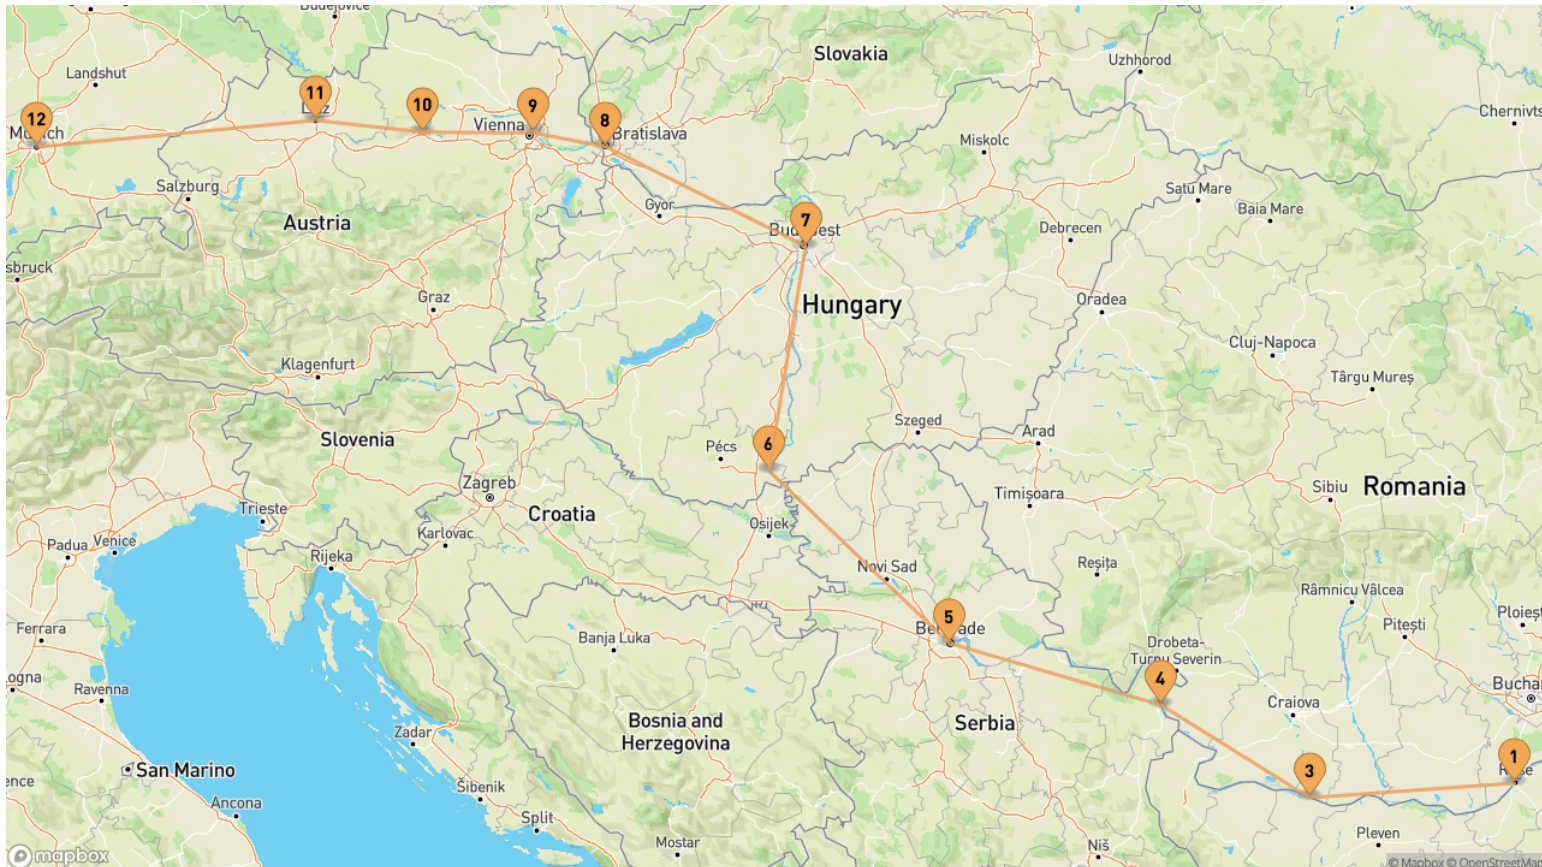 Budejovice
Slovakia
Uzhhorod
Landshut
Chernivts
12
11
10
9
8
Munich
Linz
Vienna
Bratislava
Miskolc
Salzburg
Satu Mare
Gyor
Baia Mare
7
Austria
Budapest
Debrecen
sbruck
Graz
Hungary
Oradea
Cluj-Napoca
Klagenfurt
Târgu Mureș
Slovenia
6
Pécs
Szeged
Arad
Zagreb
Sibiu
Romania
Timișoara
Trieste
Croatia
Osijek
Karlovac
Padua
Venice
Rijeka
Novi Sad
Reșița
Râmnicu Vâlcea
Ploiești
5
Ferrara
Banja Luka
Belgrade
Pitești
Drobeta-
Turnu Severin
ogna
4
Ravenna
Buchar
Craiova
Bosnia and
Herzegovina
Serbia
Zadar
3
1
Ruse
San Marino
ence
Šibenik
Ancona
Split
Pleven
Mostar
Niš
mapbox
© Mapbox © OpenStreetMap